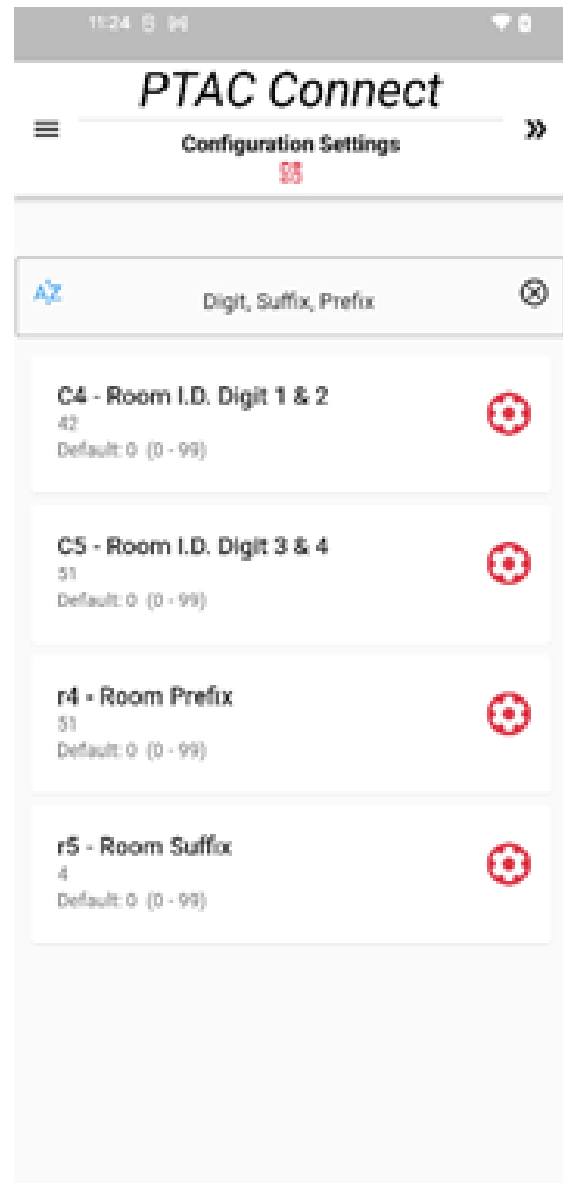 11:24
PTAC Connect
Configuration Settings
A-Z
Digit, Suffix, Prefix
C4 - Room I.D. Digit 1 & 2
42
Default: 0 (0 - 99)
C5 - Room I.D. Digit 3 & 4
51
Default: 0 (0 - 99)
r4 - Room Prefix
51
Default: 0 (0 - 99)
r5 - Room Suffix
4
Default: 0 (0 - 99)